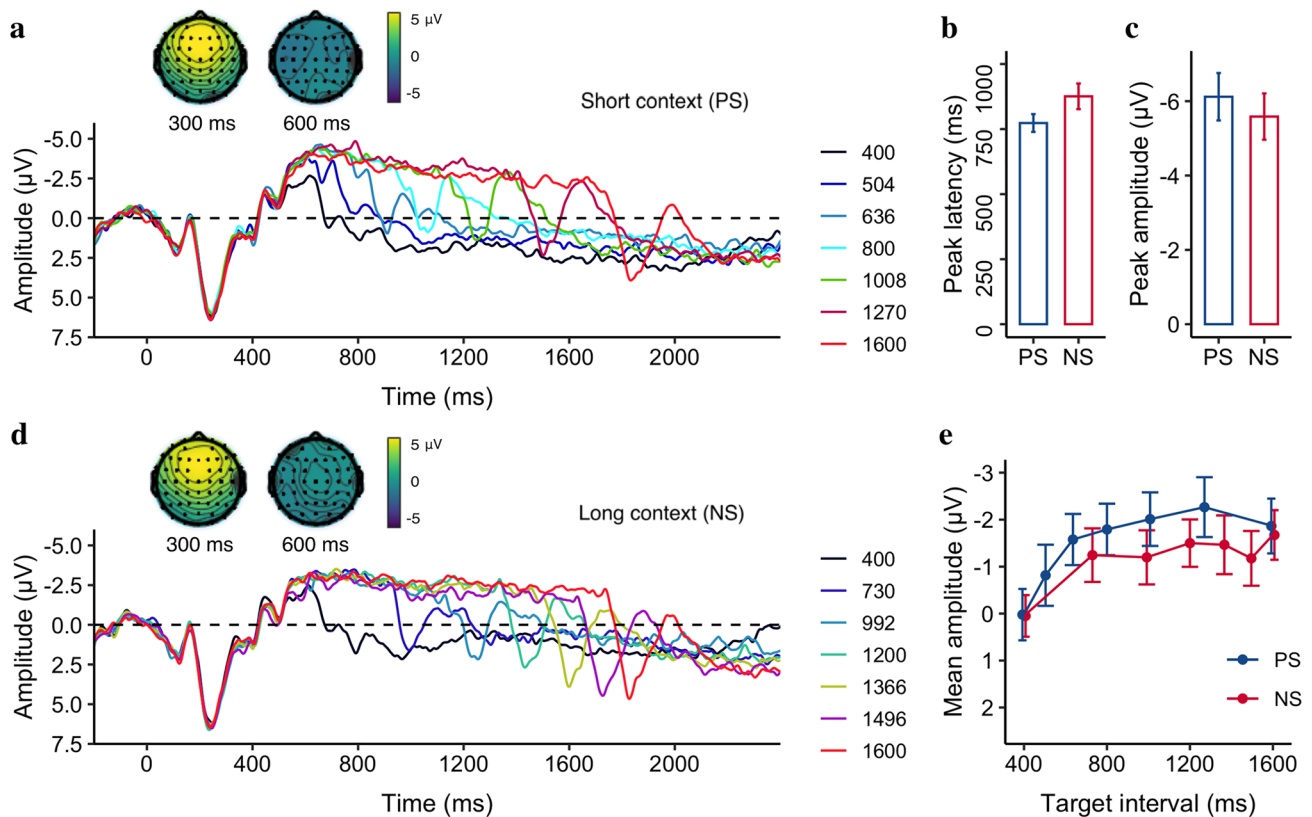 a
5 μV
0
-5
300 ms
600 ms
Short context (PS)
Amplitude (μV)
-5.0
-2.5
0.0
2.5
5.0
7.5
0
400
800
1200
1600
2000
Time (ms)
400
504
636
800
1008
1270
1600
b
Peak latency (ms)
1000
750
500
250
0
PS
NS
c
Peak amplitude (μV)
-6
-4
-2
0
PS
NS
d
5 μV
0
-5
300 ms
600 ms
Long context (NS)
Amplitude (μV)
-5.0
-2.5
0.0
2.5
5.0
7.5
0
400
800
1200
1600
2000
Time (ms)
400
730
992
1200
1366
1496
1600
e
Mean amplitude (μV)
-3
-2
-1
0
1
2
PS
NS
400
800
1200
1600
Target interval (ms)